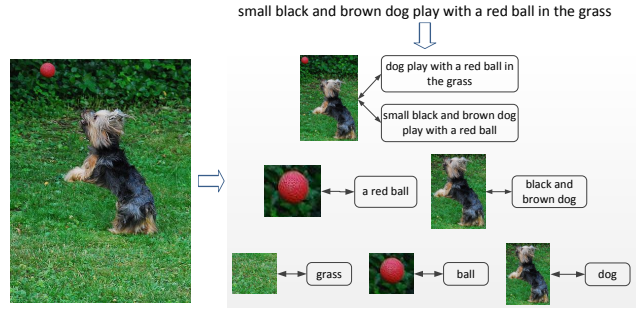 small black and brown dog play with a red ball in the grass
dog play with a red ball in
the grass
small black and brown dog
play with a red ball
a red ball
black and
brown dog
grass
ball
dog